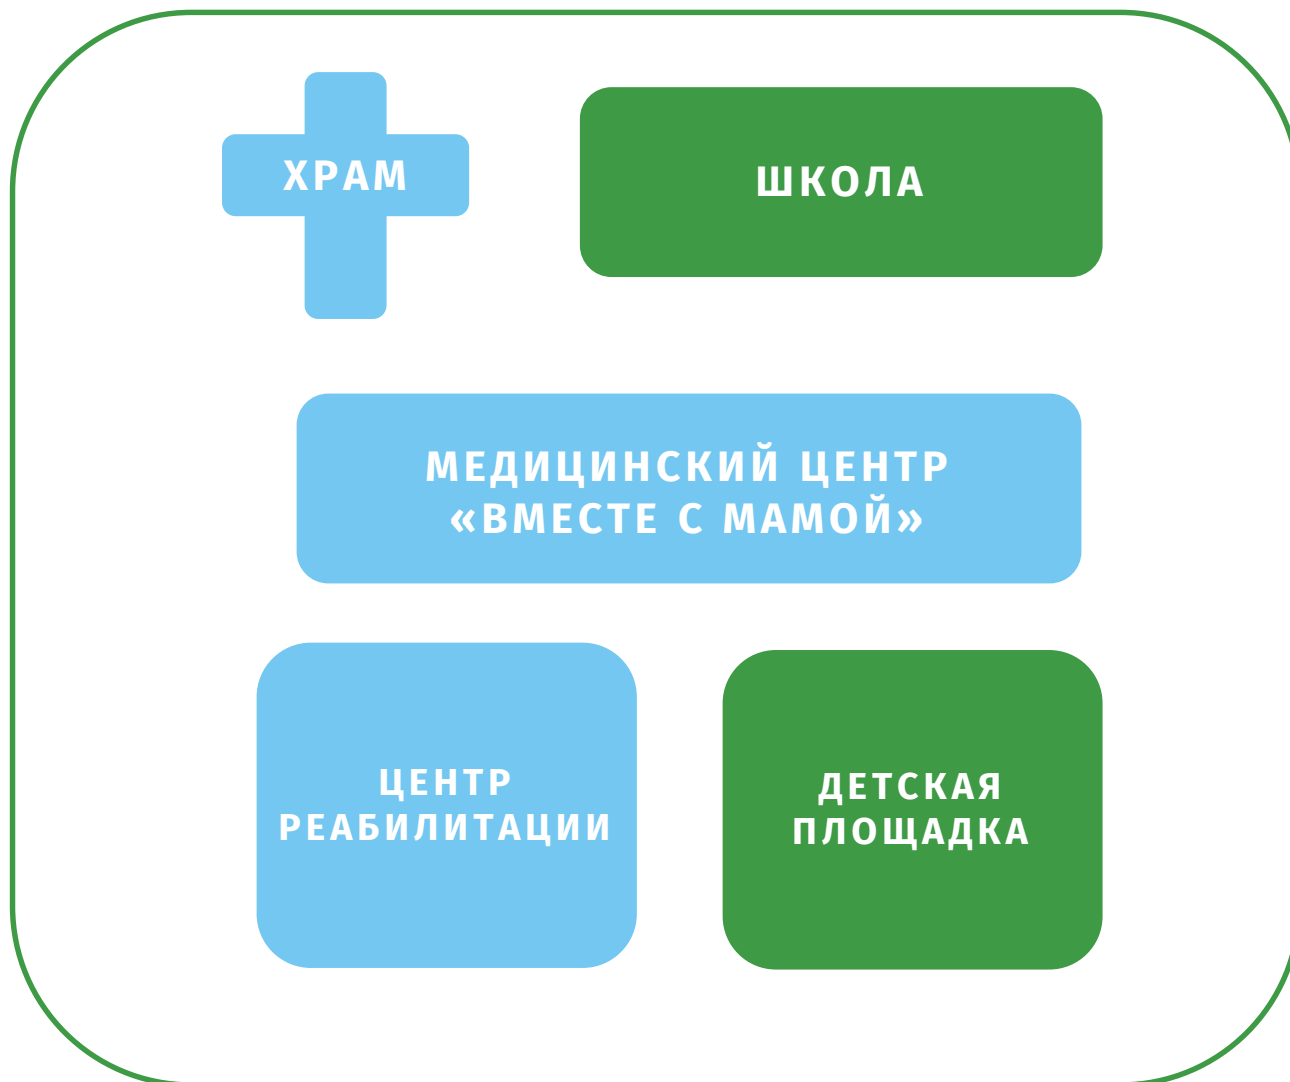 ХРАМ
ШКОЛА
МЕДИЦИНСКИЙ ЦЕНТР
«ВМЕСТЕ С МАМОЙ»
ЦЕНТР
РЕАБИЛИТАЦИИ
ДЕТСКАЯ
ПЛОЩАДКА